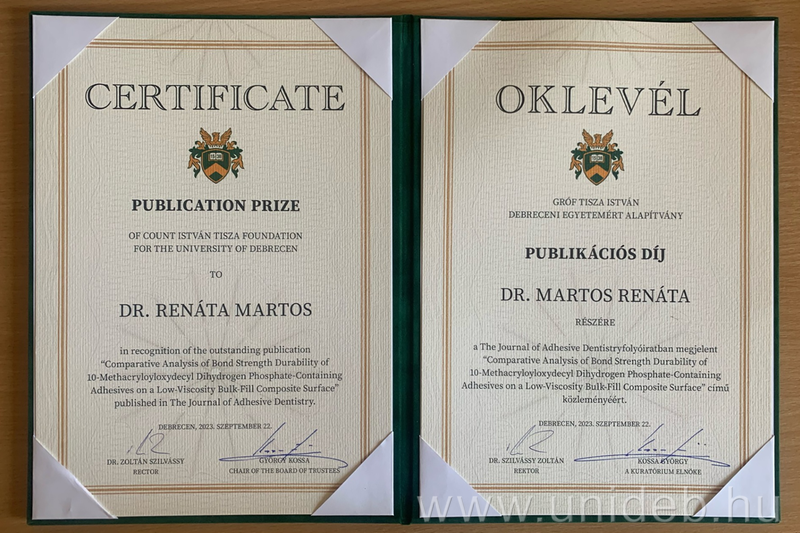 CERTIFICATE
PUBLICATION PRIZE
OF COUNT ISTVÁN TISZA FOUNDATION
FOR THE UNIVERSITY OF DEBRECEN
TO
DR. RENÁTA MARTOS
in recognition of the outstanding publication
“Comparative Analysis of Bond Strength Durability of
10-Methacryloyloxydecyl Dihydrogen Phosphate-Containing
Adhesives on a Low-Viscosity Bulk-Fill Composite Surface”
published in The Journal of Adhesive Dentistry.
DEBRECEN, 2023. SZEPTEMBER 22.
DR. ZOLTÁN SZILVÁSSY
RECTOR
GYÖRGY KOSSA
CHAIR OF THE BOARD OF TRUSTEES
OKLEVÉL
GRÓF TISZA ISTVÁN
DEBRECENI EGYETEMÉRT ALAPÍTVÁNY
PUBLIKÁCIÓS DÍJ
DR. MARTOS RENÁTA
RÉSZÉRE
a The Journal of Adhesive Dentistryfolyóiratban megjelent
“Comparative Analysis of Bond Strength Durability of
10-Methacryloyloxydecyl Dihydrogen Phosphate-Containing
Adhesives on a Low-Viscosity Bulk-Fill Composite Surface” című
közleményéért.
DEBRECEN, 2023. SZEPTEMBER 22.
DR. SZILVÁSSY ZOLTÁN
REKTOR
KOSSA GYÖRGY
A KURATÓRIUM ELNÖKE
www.unideb.hu